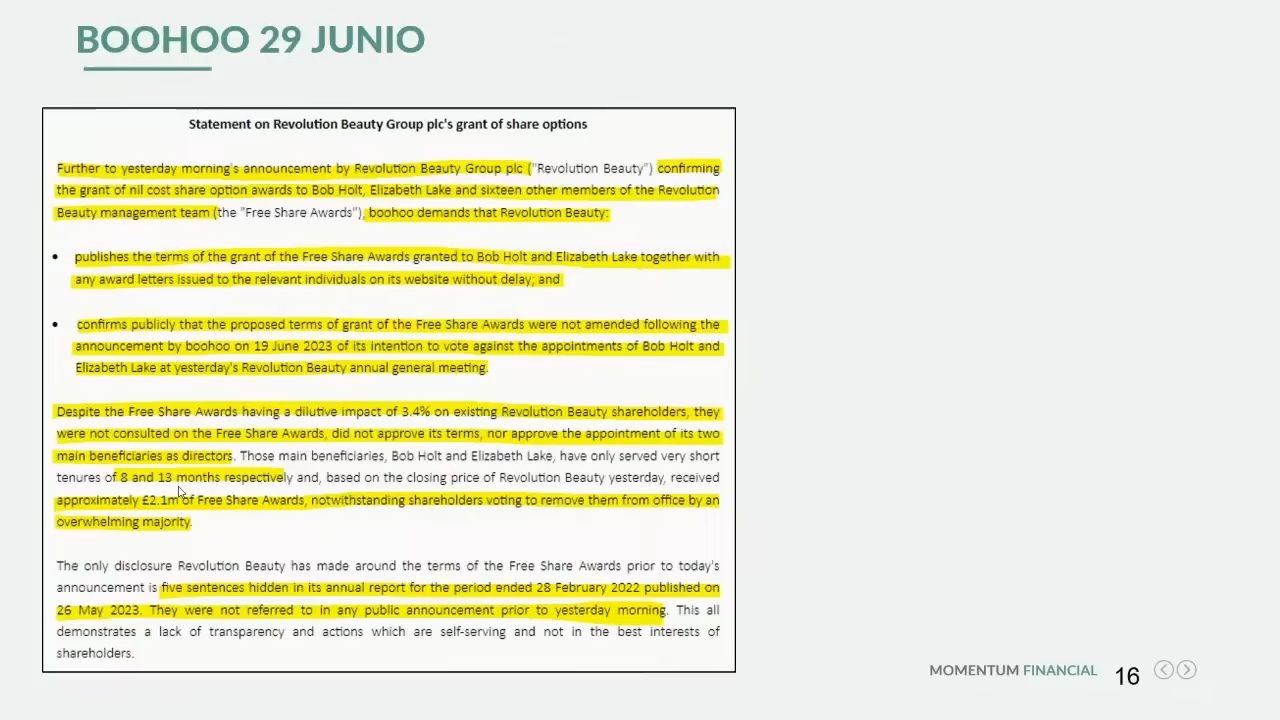 BOOHOO 29 JUNIO
Statement on Revolution Beauty Group plc's grant of share options
Further to yesterday morning's announcement by Revolution Beauty Group plc ("Revolution Beauty") confirming
the grant of nil cost share option awards to Bob Holt, Elizabeth Lake and sixteen other members of the Revolution
Beauty management team (the "Free Share Awards"), boohoo demands that Revolution Beauty:
• publishes the terms of the grant of the Free Share Awards granted to Bob Holt and Elizabeth Lake together with
any award letters issued to the relevant individuals on its website without delay; and
• confirms publicly that the proposed terms of grant of the Free Share Awards were not amended following the
announcement by boohoo on 19 June 2023 of its intention to vote against the appointments of Bob Holt and
Elizabeth Lake at yesterday's Revolution Beauty annual general meeting.
Despite the Free Share Awards having a dilutive impact of 3.4% on existing Revolution Beauty shareholders, they
were not consulted on the Free Share Awards, did not approve its terms, nor approve the appointment of its two
main beneficiaries as directors. Those main beneficiaries, Bob Holt and Elizabeth Lake, have only served very short
tenures of 8 and 13 months respectively and, based on the closing price of Revolution Beauty yesterday, received
approximately £2.1m of Free Share Awards, notwithstanding shareholders voting to remove them from office by an
overwhelming majority.
The only disclosure Revolution Beauty has made around the terms of the Free Share Awards prior to today's
announcement is five sentences hidden in its annual report for the period ended 28 February 2022 published on
26 May 2023. They were not referred to in any public announcement prior to yesterday morning. This all
demonstrates a lack of transparency and actions which are self-serving and not in the best interests of
shareholders.
MOMENTUM FINANCIAL 16